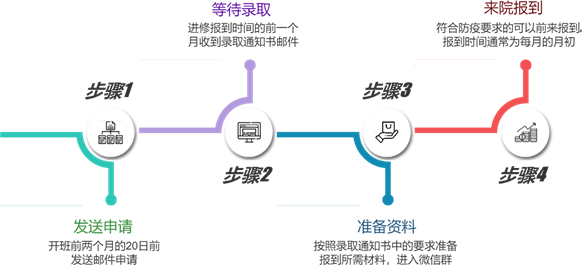 步骤1
发送申请
开班前两个月的20日前
发送邮件申请
等待录取
进修报到时间的前一个
月收到录取通知书邮件
步骤2
步骤3
准备资料
按照录取通知书中的要求准备
报到所需材料，进入微信群
来院报到
符合防疫要求的可以前来报到，
报到时间通常为每月的月初
步骤4